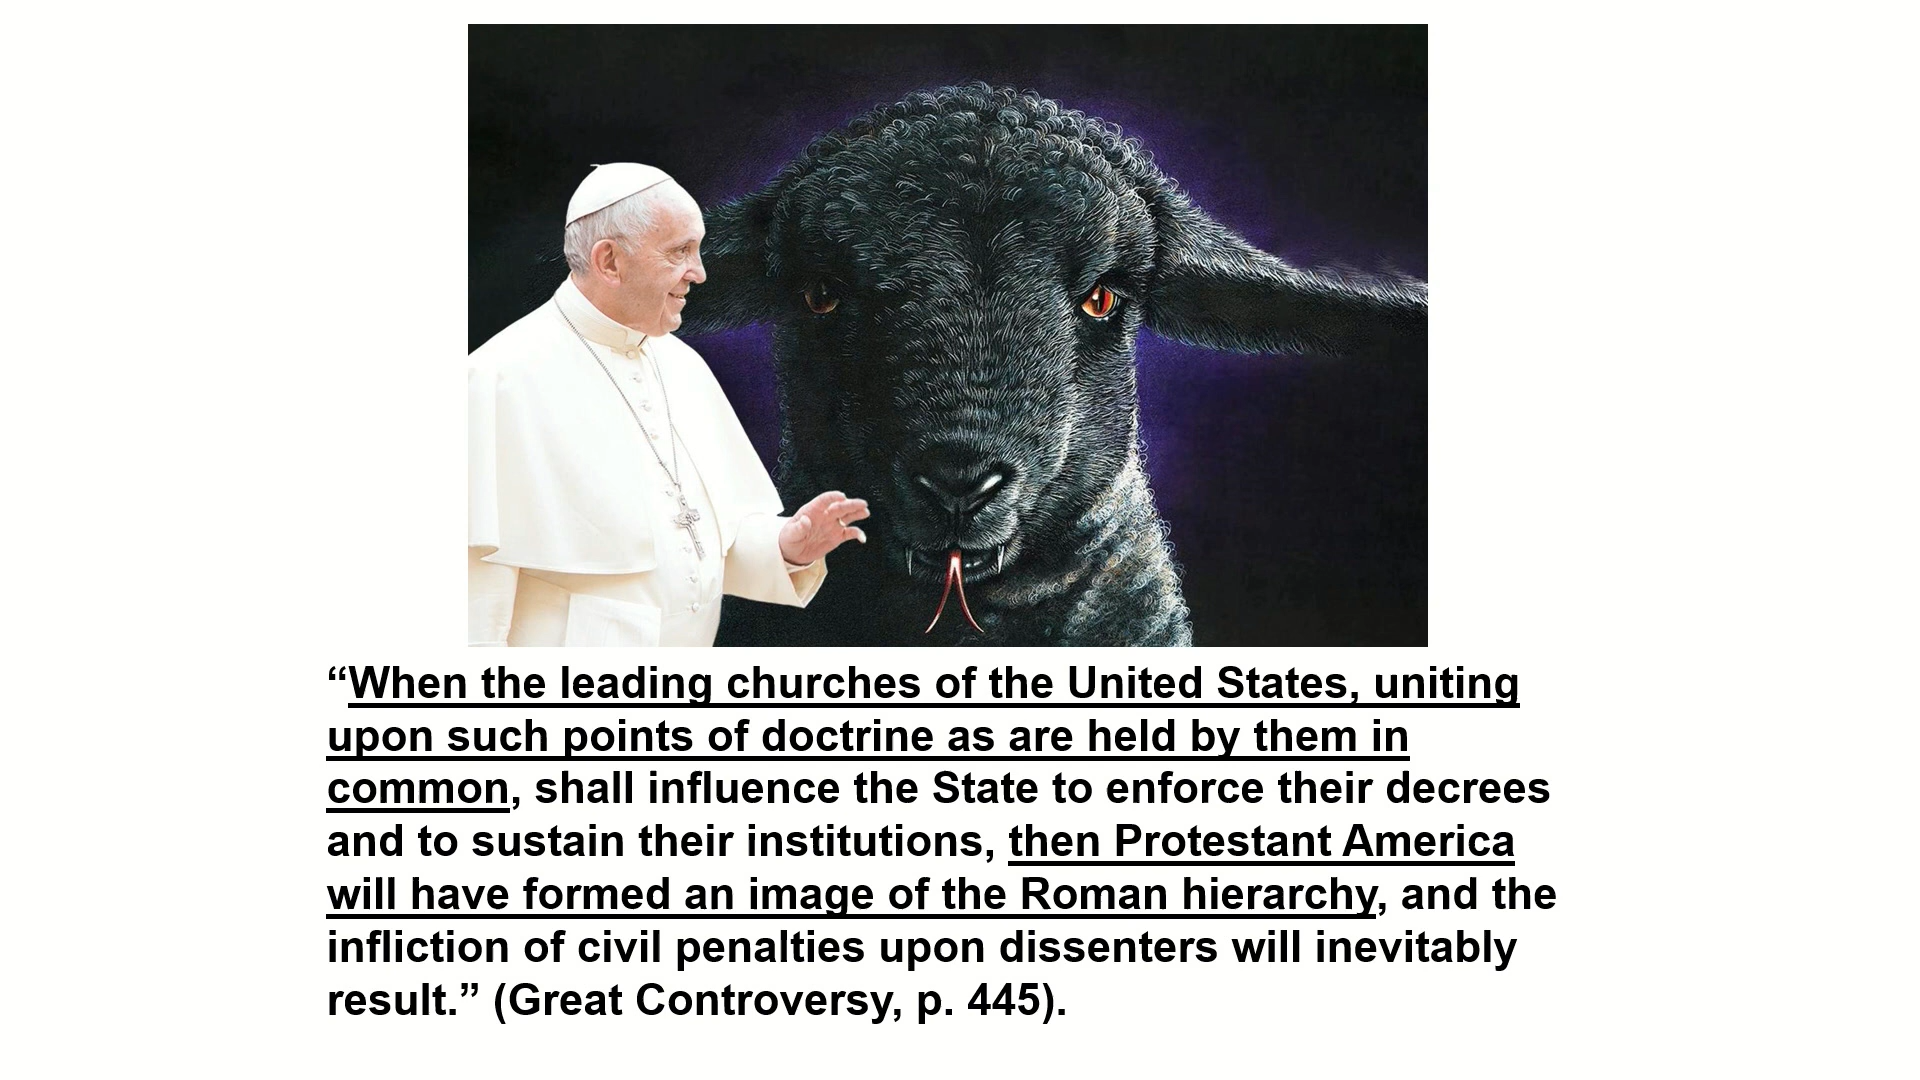 “When the leading churches of the United States, uniting
upon such points of doctrine as are held by them in
common, shall influence the State to enforce their decrees
and to sustain their institutions, then Protestant America
will have formed an image of the Roman hierarchy, and the
infliction of civil penalties upon dissenters will inevitably
result.” (Great Controversy, p. 445).